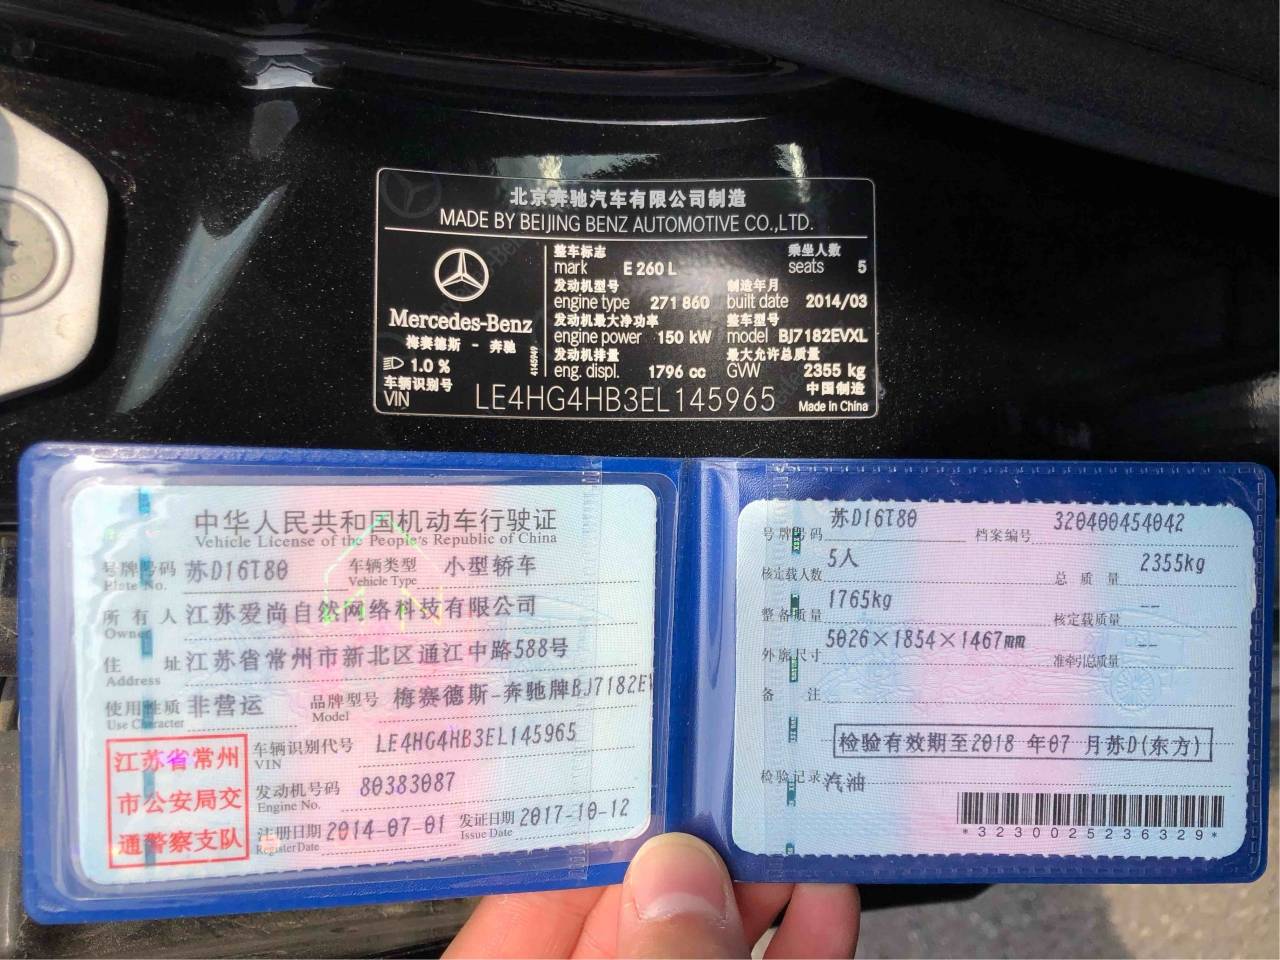 北京奔驰汽车有限公司制造
MADE BY BEIJING BENZ AUTOMOTIVE CO.,LTD.
整车标志 乘坐人数
mark E 260 L seats 5
发动机型号 制造年月
engine type 271 860 built date 2014/03
发动机最大净功率 整车型号
engine power 150 kW model BJ7182EVXL
发动机排量 最大允许总质量
eng. displ. 1796 cc GVW 2355 kg
Mercedes-Benz
梅赛德斯 - 奔驰
1.0 %
车辆识别号
VIN LE4HG4HB3EL145965
中国制造
Made in China
中华人民共和国机动车行驶证
Vehicle License of the People's Republic of China
号牌号码 苏D16T80 车辆类型 小型轿车
Plate No. Vehicle Type
所有人 江苏爱尚自然网络科技有限公司
Owner
住址 江苏省常州市新北区通江中路588号
Address
使用性质 非营运 品牌型号 梅赛德斯-奔驰牌BJ7182EV
Use Character Model
江苏省常州
市公安局交
通警察支队
车辆识别代号 LE4HG4HB3EL145965
VIN
发动机号码 80383087
Engine No.
注册日期 2014-07-01 发证日期 2017-10-12
Register Date Issue Date
号牌号码 苏D16T80 档案编号 320400454042
核定载人数 5人 总质量 2355kg
整备质量 1765kg 核定载质量 --
外廓尺寸 5026×1854×1467mm 准牵引总质量 --
备注
检验有效期至2018 年07 月苏D(东方)
检验记录 汽油
*3230025236329*